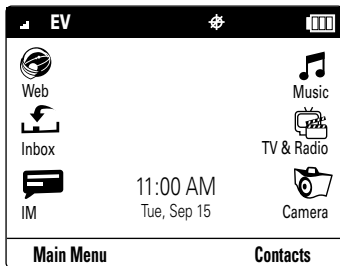 EV
Web
Music
Inbox
TV & Radio
IM
11:00 AM
Tue, Sep 15
Camera
Main Menu
Contacts